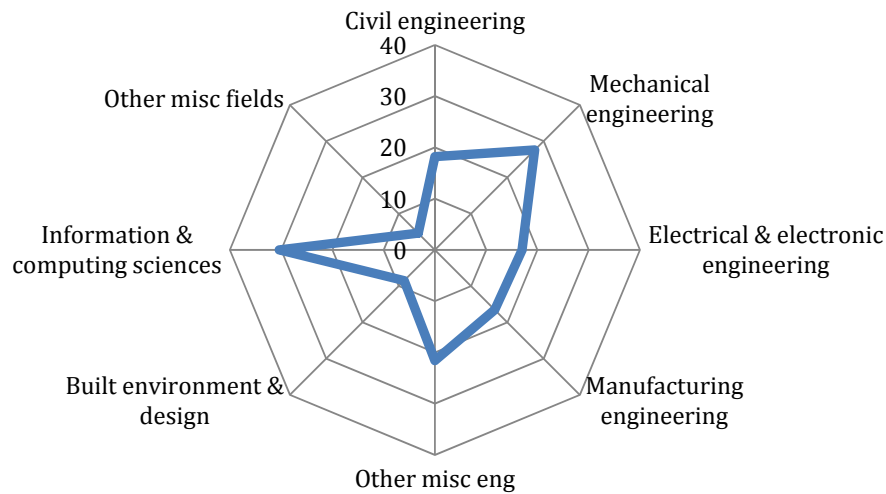 Civil engineering
40
30
20
10
0
Mechanical
engineering
Electrical & electronic
engineering
Manufacturing
engineering
Other misc eng
Built environment &
design
Information &
computing sciences
Other misc fields